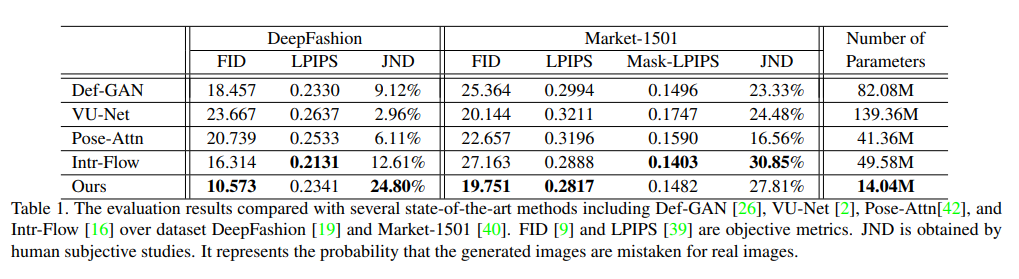 DeepFashion Market-1501 Number of
FID LPIPS JND FID LPIPS Mask-LPIPS JND Parameters
Def-GAN 18.457 0.2330 9.12% 25.364 0.2994 0.1496 23.33% 82.08M
VU-Net 23.667 0.2637 2.96% 20.144 0.3211 0.1747 24.48% 139.36M
Pose-Attn 20.739 0.2533 6.11% 22.657 0.3196 0.1590 16.56% 41.36M
Intr-Flow 16.314 0.2131 12.61% 27.163 0.2888 0.1403 30.85% 49.58M
Ours 10.573 0.2341 24.80% 19.751 0.2817 0.1482 27.81% 14.04M
Table 1. The evaluation results compared with several state-of-the-art methods including Def-GAN [26], VU-Net [2], Pose-Attn[42], and
Intr-Flow [16] over dataset DeepFashion [19] and Market-1501 [40]. FID [9] and LPIPS [39] are objective metrics. JND is obtained by
human subjective studies. It represents the probability that the generated images are mistaken for real images.